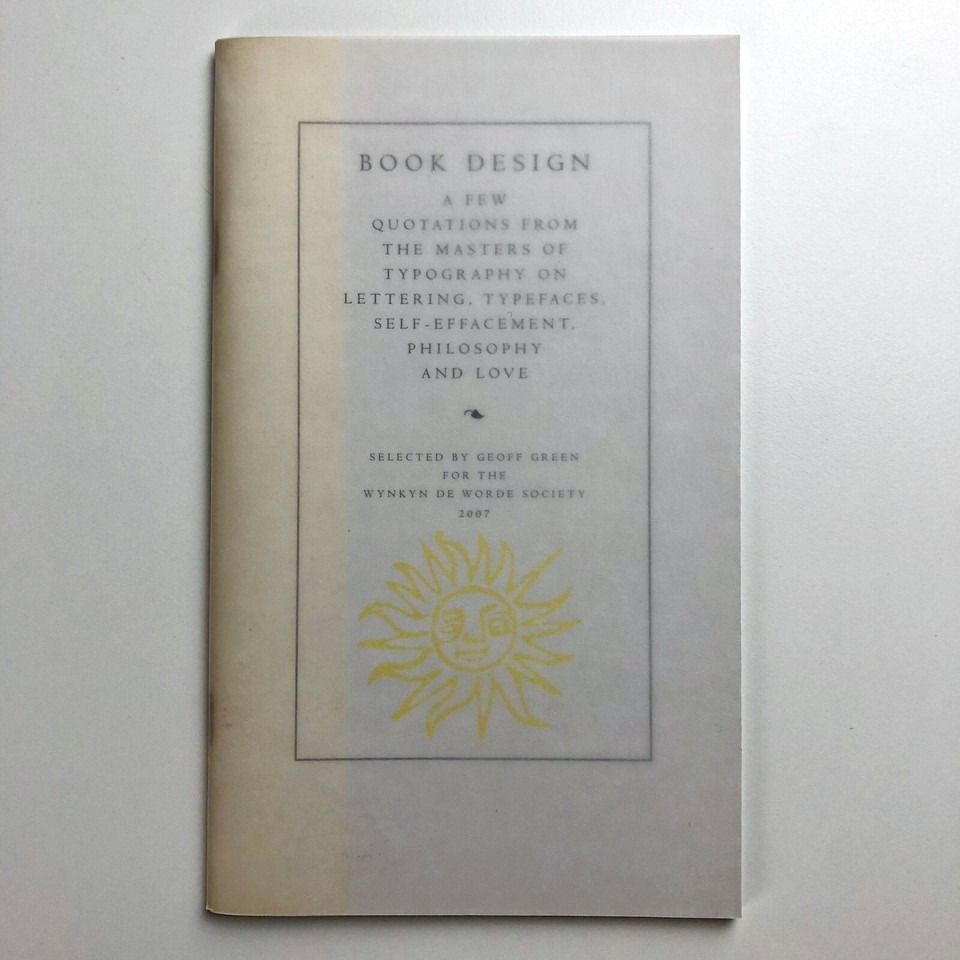 BOOK DESIGN
A FEW
QUOTATIONS FROM
THE MASTERS OF
TYPOGRAPHY ON
LETTERING, TYPEFACES,
SELF-EFFACEMENT,
PHILOSOPHY
AND LOVE
SELECTED BY GEOFF GREEN
FOR THE
WYNKYN DE WORDE SOCIETY
2007